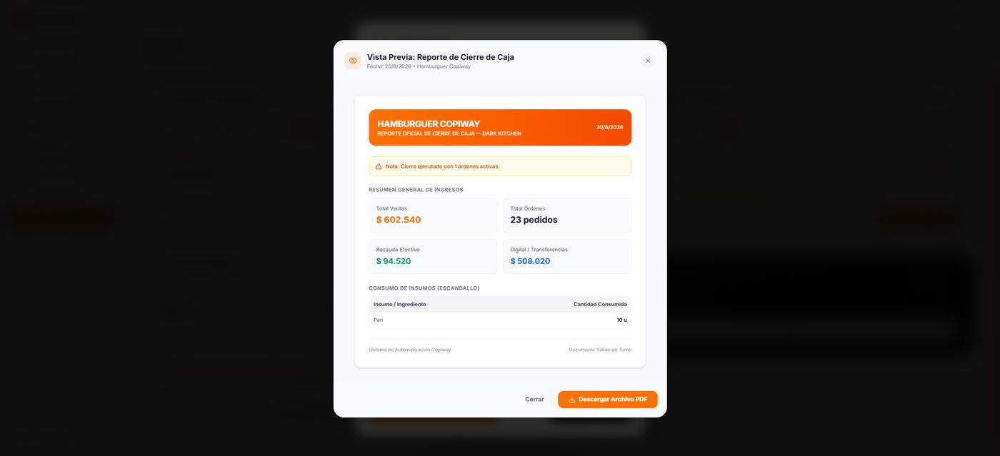 Vista Previa: Reporte de Cierre de Caja
Fecha: 20/8/2026 • Hamburguer Copiway
HAMBURGUER COPIWAY
REPORTE OFICIAL DE CIERRE DE CAJA — DARK KITCHEN
20/8/2026
Nota: Cierre ejecutado con 1 órdenes activas.
RESUMEN GENERAL DE INGRESOS
Total Ventas
$ 602.540
Total Órdenes
23 pedidos
Recaudo Efectivo
$ 94.520
Digital / Transferencias
$ 508.020
CONSUMO DE INSUMOS (ESCANDALLO)
Insumo / Ingrediente Cantidad Consumida
Pan 10 u
Sistema de Automatización Copiway Documento Válido de Turno
Cerrar Descargar Archivo PDF